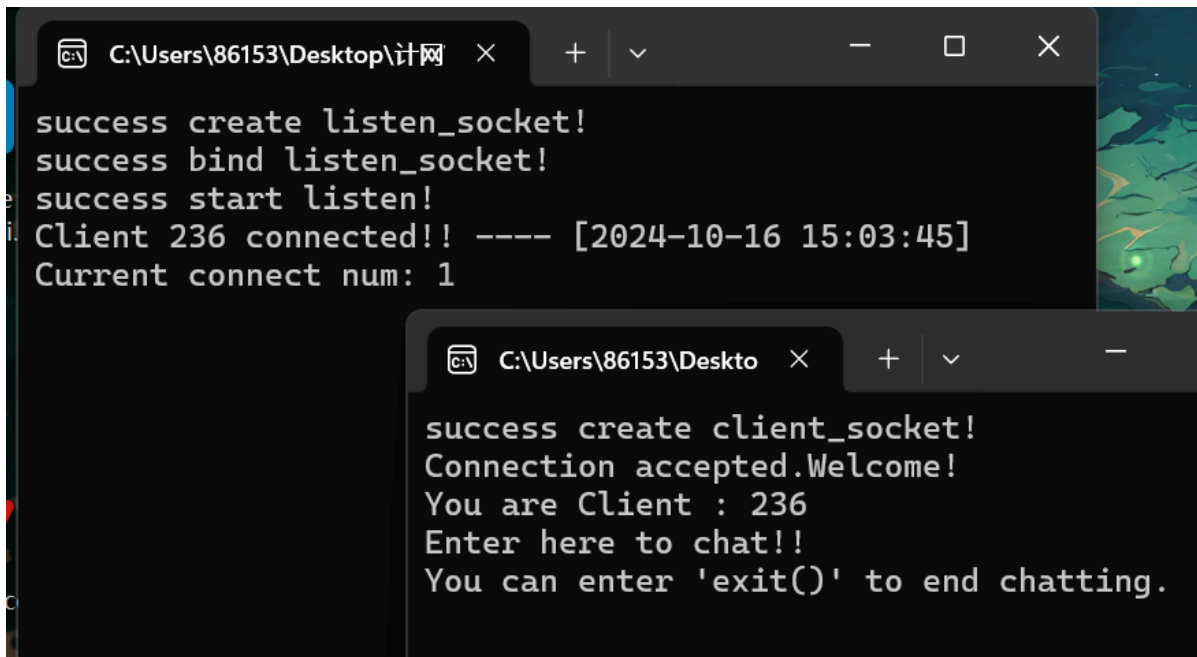 C:\Users\86153\Desktop\计网
success create listen_socket!
success bind listen_socket!
success start listen!
Client 236 connected!! ---- [2024-10-16 15:03:45]
Current connect num: 1
C:\Users\86153\Deskto
success create client_socket!
Connection accepted.Welcome!
You are Client : 236
Enter here to chat!!
You can enter 'exit()' to end chatting.